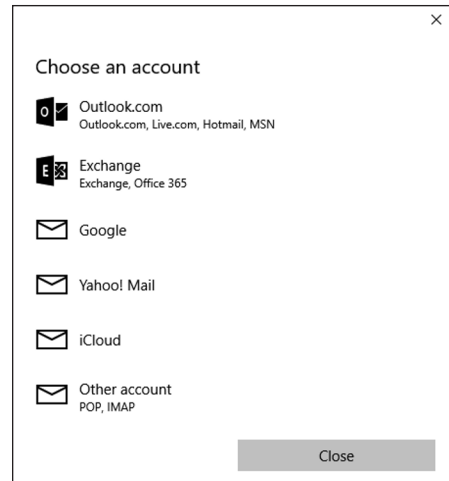 Choose an account
Outlook.com
Outlook.com, Live.com, Hotmail, MSN
Exchange
Exchange, Office 365
Google
Yahoo! Mail
iCloud
Other account
POP, IMAP
Close